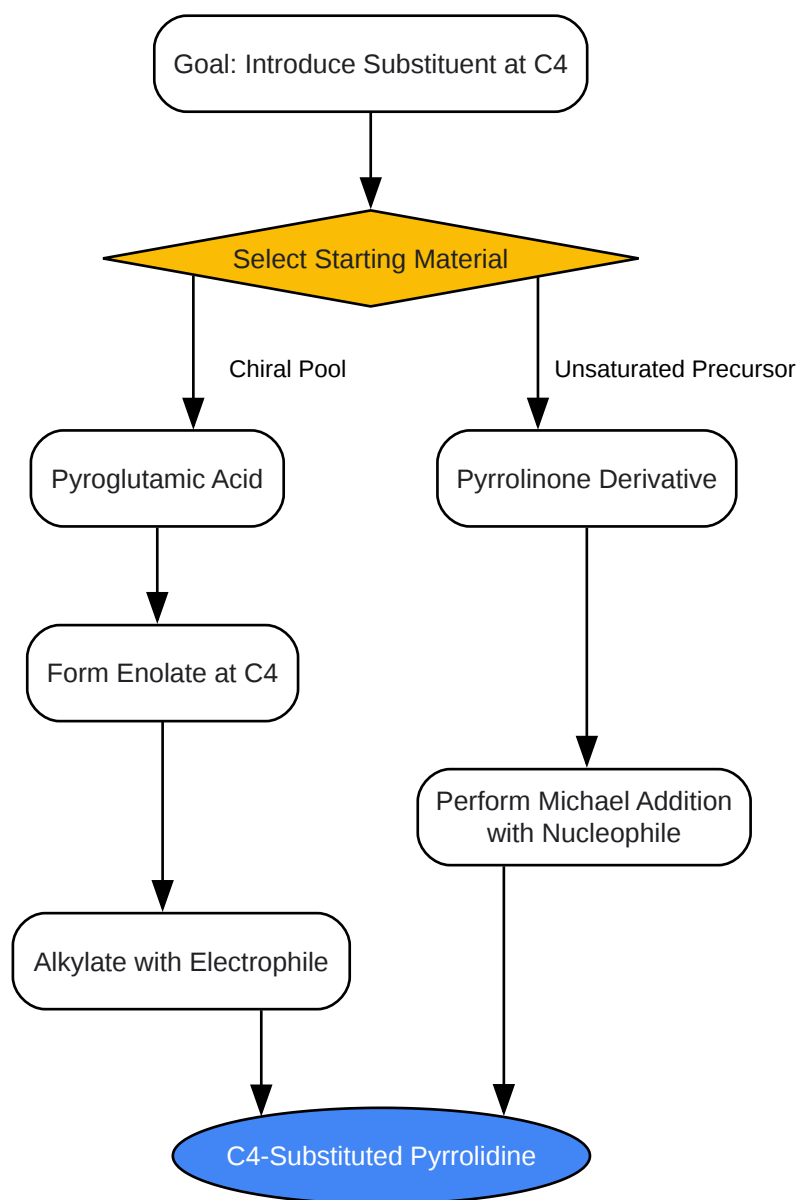 Goal: Introduce Substituent at C4
Select Starting Material
Chiral Pool
Unsaturated Precursor
Pyroglutamic Acid
Pyrrolinone Derivative
Form Enolate at C4
Perform Michael Addition
with Nucleophile
Alkylate with Electrophile
C4-Substituted Pyrrolidine